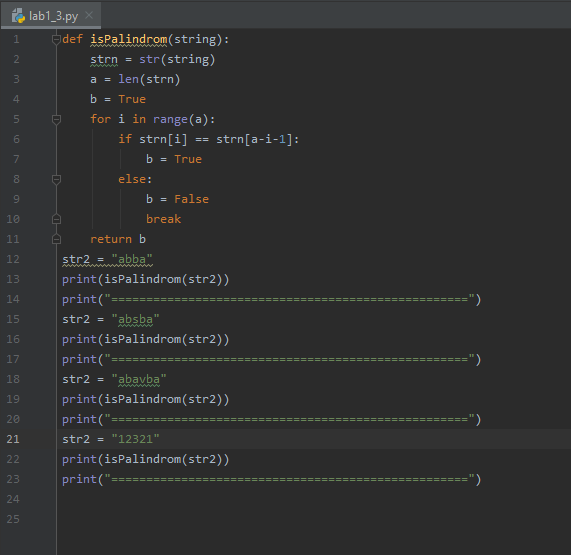 lab1_3.py
1 def isPalindrom(string):
2     strn = str(string)
3     a = len(strn)
4     b = True
5     for i in range(a):
6         if strn[i] == strn[a-i-1]:
7             b = True
8         else:
9             b = False
10             break
11     return b
12 str2 = "abba"
13 print(isPalindrom(str2))
14 print("===================================================")
15 str2 = "absba"
16 print(isPalindrom(str2))
17 print("===================================================")
18 str2 = "abavba"
19 print(isPalindrom(str2))
20 print("===================================================")
21 str2 = "12321"
22 print(isPalindrom(str2))
23 print("===================================================")
24
25